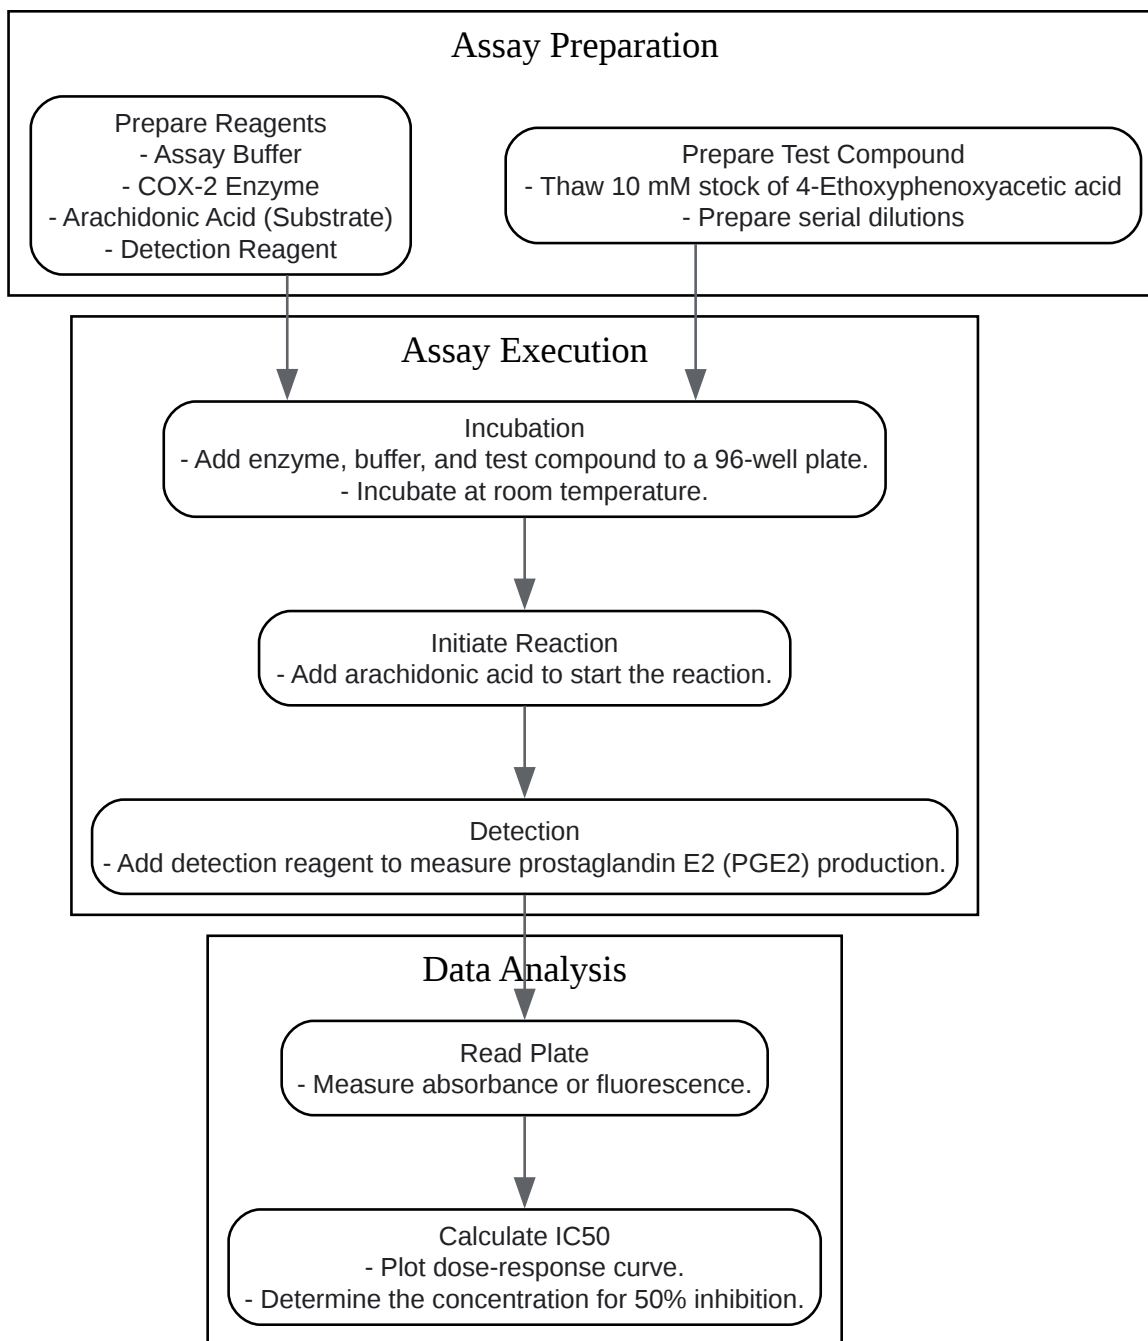 Assay Preparation
Prepare Reagents
- Assay Buffer
- COX-2 Enzyme
- Arachidonic Acid (Substrate)
- Detection Reagent
Prepare Test Compound
- Thaw 10 mM stock of 4-Ethoxyphenoxyacetic acid
- Prepare serial dilutions
Assay Execution
Incubation
- Add enzyme, buffer, and test compound to a 96-well plate.
- Incubate at room temperature.
Initiate Reaction
- Add arachidonic acid to start the reaction.
Detection
- Add detection reagent to measure prostaglandin E2 (PGE2) production.
Data Analysis
Read Plate
- Measure absorbance or fluorescence.
Calculate IC50
- Plot dose-response curve.
- Determine the concentration for 50% inhibition.